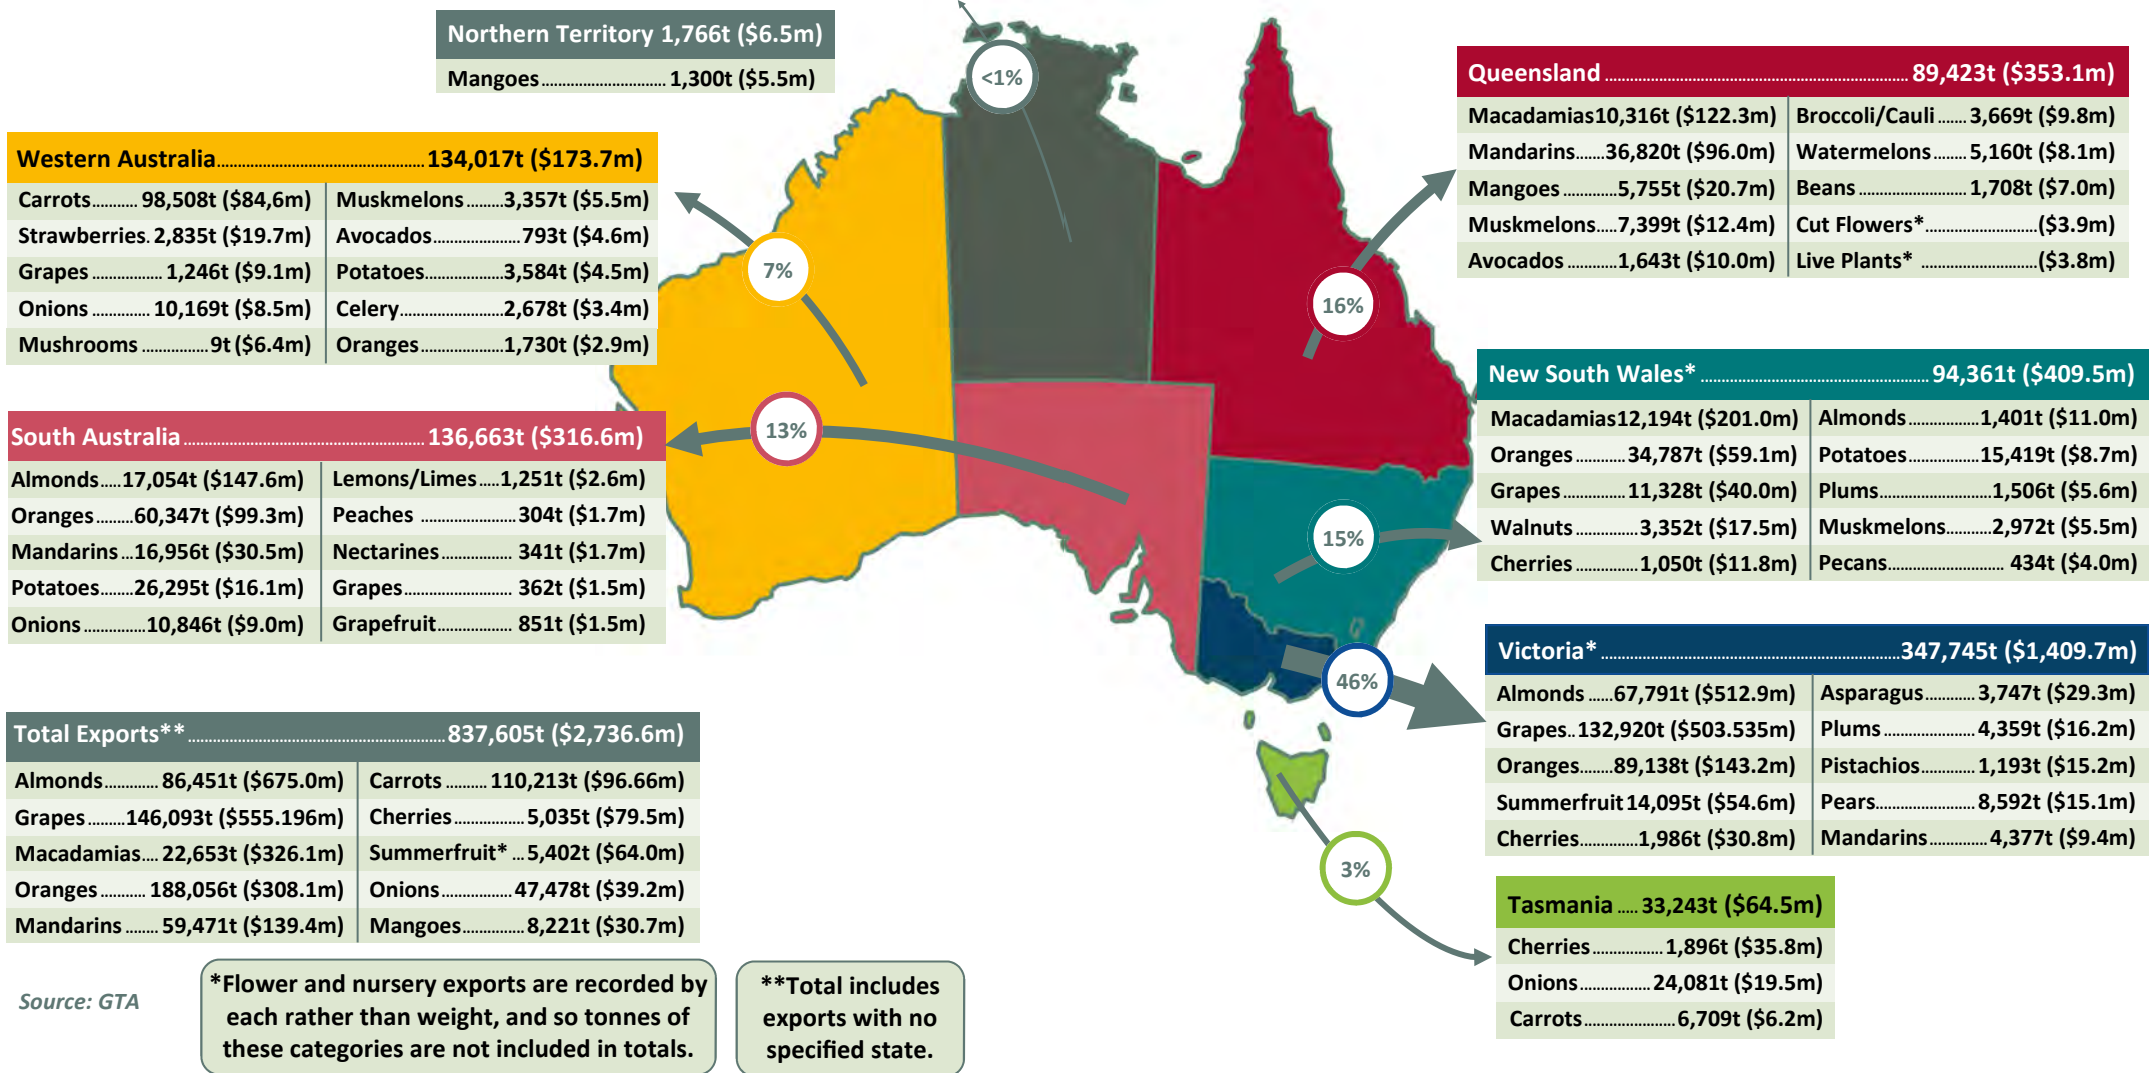 Northern Territory 1,766t ($6.5m)
Mangoes 1,300t ($5.5m)
<1%
Western Australia 134,017t ($173.7m)
Carrots 98,508t ($84,6m) Muskmelons 3,357t ($5.5m)
Strawberries 2,835t ($19.7m) Avocados 793t ($4.6m)
Grapes 1,246t ($9.1m) Potatoes 3,584t ($4.5m)
Onions 10,169t ($8.5m) Celery 2,678t ($3.4m)
Mushrooms 9t ($6.4m) Oranges 1,730t ($2.9m)
7%
Queensland 89,423t ($353.1m)
Macadamias10,316t ($122.3m) Broccoli/Cauli 3,669t ($9.8m)
Mandarins 36,820t ($96.0m) Watermelons 5,160t ($8.1m)
Mangoes 5,755t ($20.7m) Beans 1,708t ($7.0m)
Muskmelons 7,399t ($12.4m) Cut Flowers* ($3.9m)
Avocados 1,643t ($10.0m) Live Plants* ($3.8m)
16%
South Australia 136,663t ($316.6m)
Almonds 17,054t ($147.6m) Lemons/Limes 1,251t ($2.6m)
Oranges 60,347t ($99.3m) Peaches 304t ($1.7m)
Mandarins 16,956t ($30.5m) Nectarines 341t ($1.7m)
Potatoes 26,295t ($16.1m) Grapes 362t ($1.5m)
Onions 10,846t ($9.0m) Grapefruit 851t ($1.5m)
13%
New South Wales* 94,361t ($409.5m)
Macadamias12,194t ($201.0m) Almonds 1,401t ($11.0m)
Oranges 34,787t ($59.1m) Potatoes 15,419t ($8.7m)
Grapes 11,328t ($40.0m) Plums 1,506t ($5.6m)
Walnuts 3,352t ($17.5m) Muskmelons 2,972t ($5.5m)
Cherries 1,050t ($11.8m) Pecans 434t ($4.0m)
15%
Victoria* 347,745t ($1,409.7m)
Almonds 67,791t ($512.9m) Asparagus 3,747t ($29.3m)
Grapes 132,920t ($503.535m) Plums 4,359t ($16.2m)
Oranges 89,138t ($143.2m) Pistachios 1,193t ($15.2m)
Summerfruit 14,095t ($54.6m) Pears 8,592t ($15.1m)
Cherries 1,986t ($30.8m) Mandarins 4,377t ($9.4m)
46%
Total Exports** 837,605t ($2,736.6m)
Almonds 86,451t ($675.0m) Carrots 110,213t ($96.66m)
Grapes 146,093t ($555.196m) Cherries 5,035t ($79.5m)
Macadamias 22,653t ($326.1m) Summerfruit* 5,402t ($64.0m)
Oranges 188,056t ($308.1m) Onions 47,478t ($39.2m)
Mandarins 59,471t ($139.4m) Mangoes 8,221t ($30.7m)
3%
Tasmania 33,243t ($64.5m)
Cherries 1,896t ($35.8m)
Onions 24,081t ($19.5m)
Carrots 6,709t ($6.2m)
Source: GTA
*Flower and nursery exports are recorded by
each rather than weight, and so tonnes of
these categories are not included in totals.
**Total includes
exports with no
specified state.